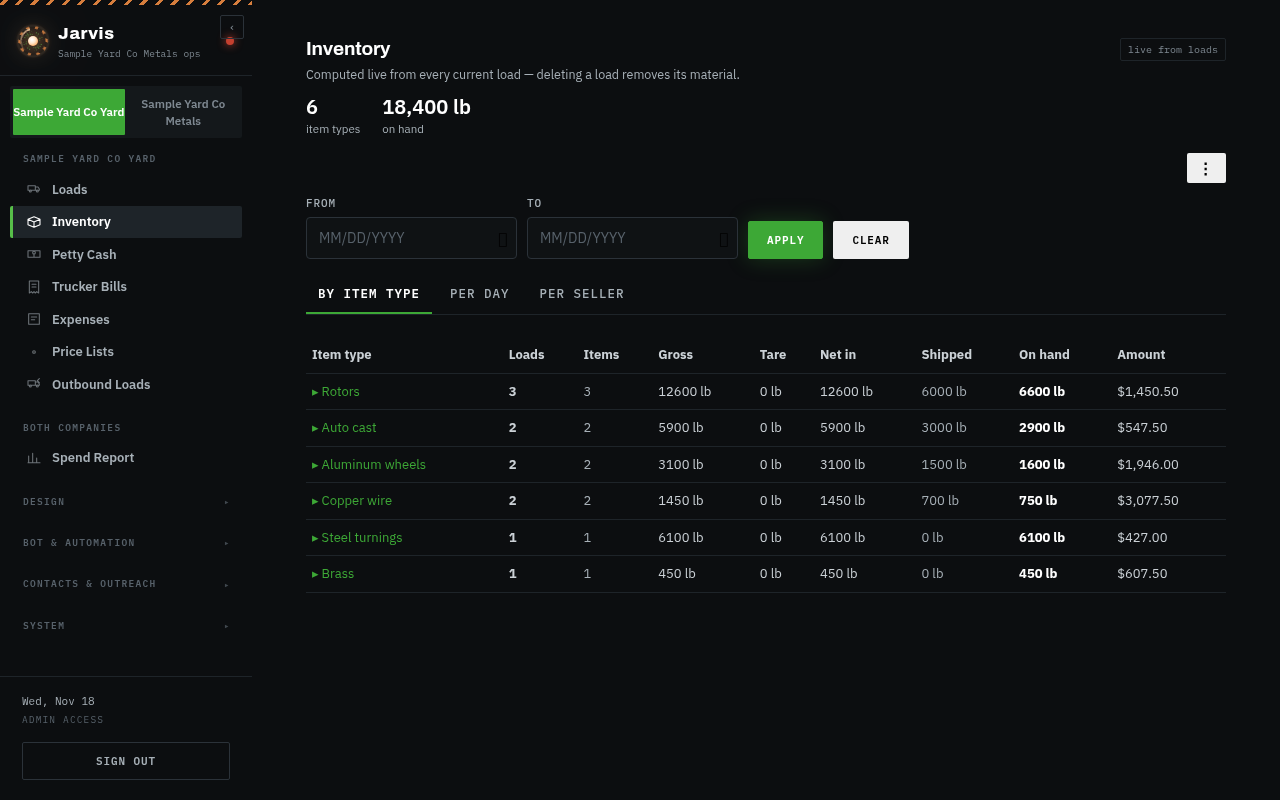 Jarvis
Sample Yard Co Metals ops
‹
Sample Yard Co Yard
Sample Yard Co Metals
SAMPLE YARD CO YARD
Loads
Inventory
Petty Cash
Trucker Bills
Expenses
Price Lists
Outbound Loads
BOTH COMPANIES
Spend Report
DESIGN
BOT & AUTOMATION
CONTACTS & OUTREACH
SYSTEM
Wed, Nov 18
ADMIN ACCESS
SIGN OUT
Inventory
live from loads
Computed live from every current load — deleting a load removes its material.
6 18,400 lb
item types on hand
⋮
FROM TO
MM/DD/YYYY MM/DD/YYYY APPLY CLEAR
BY ITEM TYPE PER DAY PER SELLER
Item type Loads Items Gross Tare Net in Shipped On hand Amount
▸ Rotors 3 3 12600 lb 0 lb 12600 lb 6000 lb 6600 lb $1,450.50
▸ Auto cast 2 2 5900 lb 0 lb 5900 lb 3000 lb 2900 lb $547.50
▸ Aluminum wheels 2 2 3100 lb 0 lb 3100 lb 1500 lb 1600 lb $1,946.00
▸ Copper wire 2 2 1450 lb 0 lb 1450 lb 700 lb 750 lb $3,077.50
▸ Steel turnings 1 1 6100 lb 0 lb 6100 lb 0 lb 6100 lb $427.00
▸ Brass 1 1 450 lb 0 lb 450 lb 0 lb 450 lb $607.50